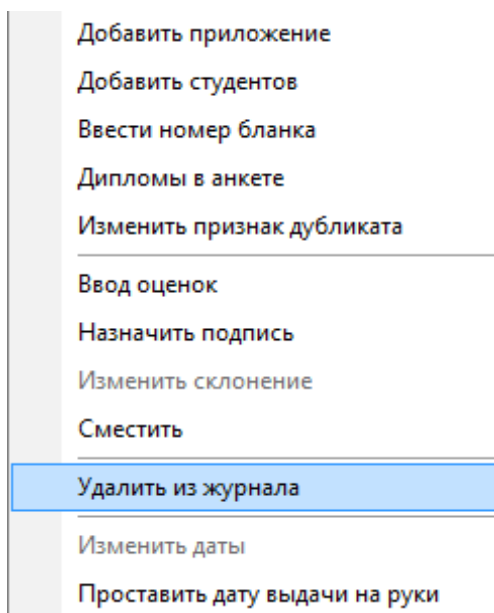 Добавить приложение
Добавить студентов
Ввести номер бланка
Дипломы в анкете
Изменить признак дубликата
Ввод оценок
Назначить подпись
Изменить склонение
Сместить
Удалить из журнала
Изменить даты
Проставить дату выдачи на руки